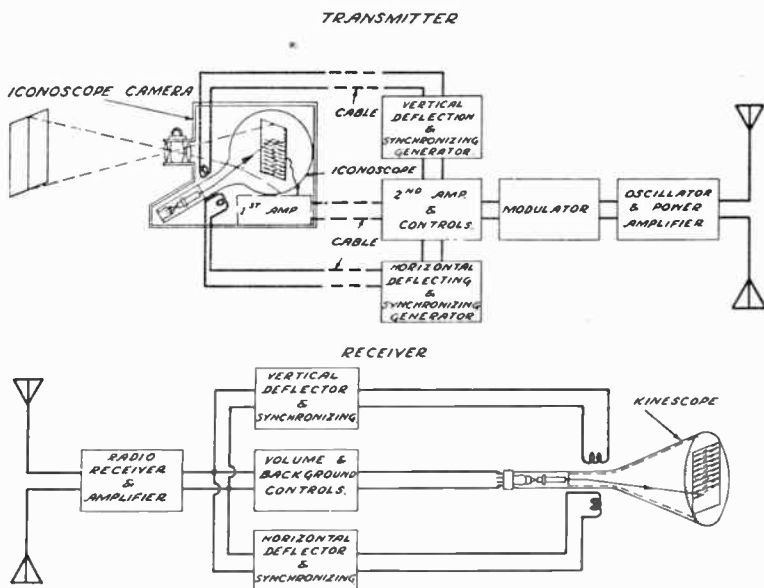 TRANSMITTER
ICONOSCOPE CAMERA
CABLE
VERTICAL
DEFLECTION
&
SYNCHRONIZING
GENERATOR
ICONOSCOPE
1ST AMP.
2ND AMP.
&
CONTROLS.
MODULATOR
OSCILLATOR
& POWER
AMPLIFIER
CABLE
HORIZONTAL
DEFLECTING
&
SYNCHRONIZING
GENERATOR
RECEIVER
VERTICAL
DEFLECTOR
&
SYNCHRONIZING
KINESCOPE
RADIO
RECEIVER
&
AMPLIFIER
VOLUME &
BACKGROUND
CONTROLS.
HORIZONTAL
DEFLECTOR
&
SYNCHRONIZING